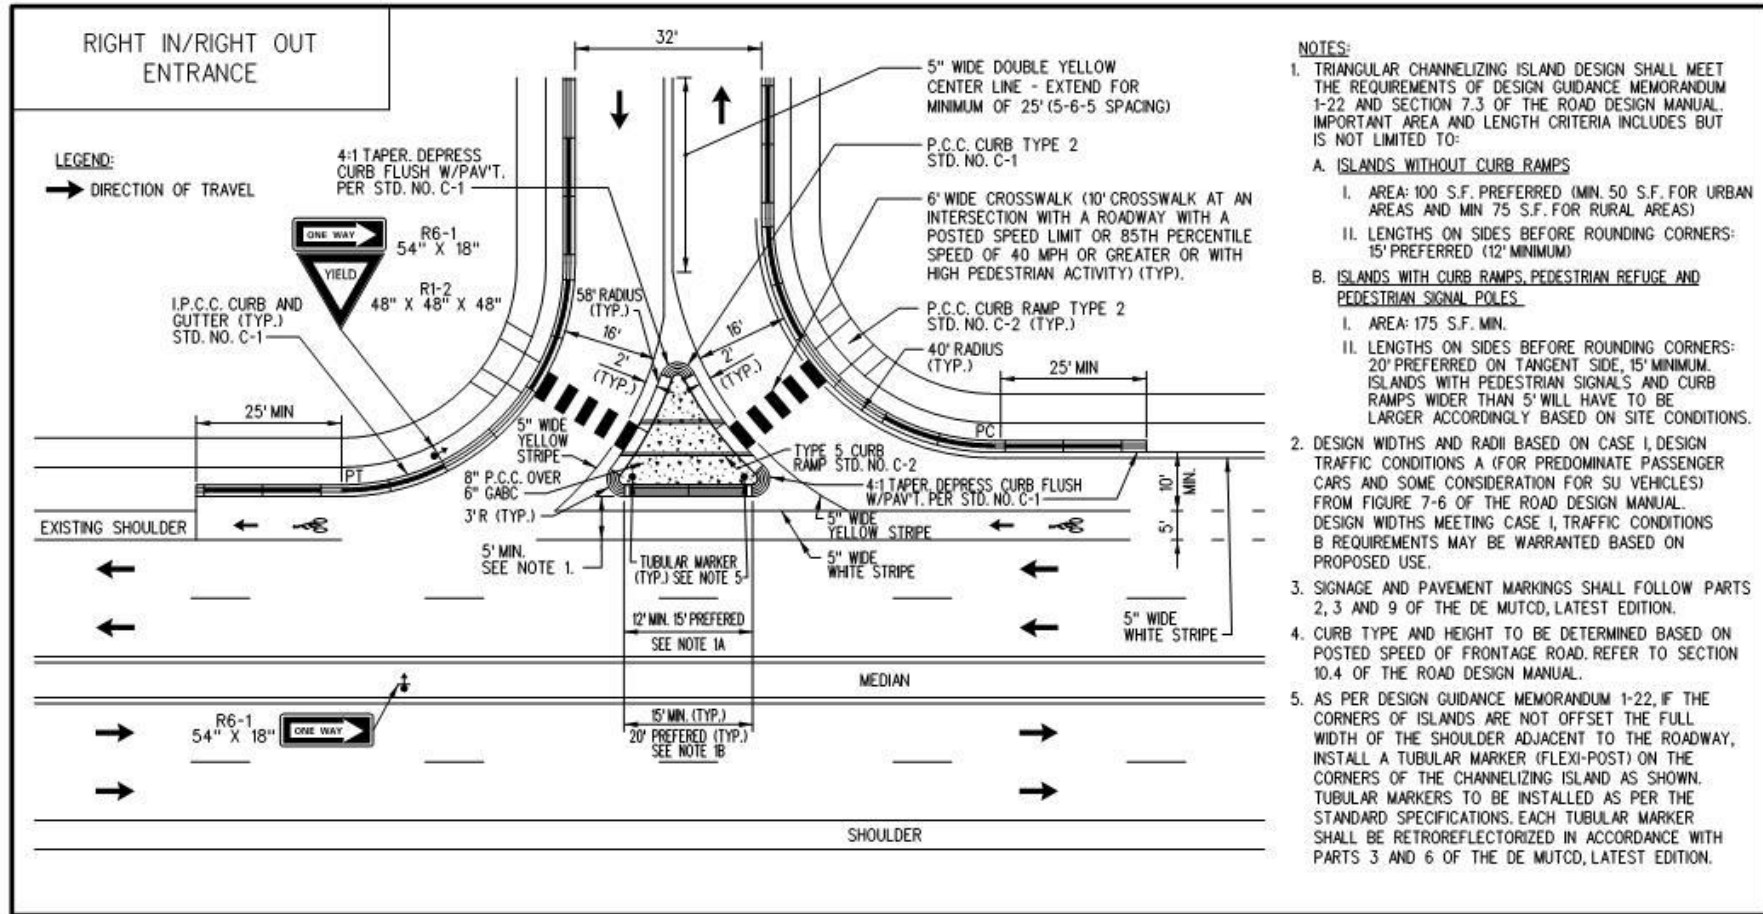 RIGHT IN/RIGHT OUT
ENTRANCE
LEGEND:
DIRECTION OF TRAVEL
4:1 TAPER. DEPRESS
CURB FLUSH W/PAV'T.
PER STD. NO. C-1
ONE WAY
R6-1
54" X 18"
YIELD
R1-2
48" X 48" X 48"
I.P.C.C. CURB AND
GUTTER (TYP.)
STD. NO. C-1
25' MIN
PT
EXISTING SHOULDER
32'
58' RADIUS
(TYP.)
16'
2'
(TYP.)
16'
2'
(TYP.)
5" WIDE
YELLOW
STRIPE
8" P.C.C. OVER
6" GABC
3'R (TYP.)
5' MIN.
SEE NOTE 1.
5" WIDE DOUBLE YELLOW
CENTER LINE - EXTEND FOR
MINIMUM OF 25' (5-6-5 SPACING)
P.C.C. CURB TYPE 2
STD. NO. C-1
6' WIDE CROSSWALK (10' CROSSWALK AT AN
INTERSECTION WITH A ROADWAY WITH A
POSTED SPEED LIMIT OR 85TH PERCENTILE
SPEED OF 40 MPH OR GREATER OR WITH
HIGH PEDESTRIAN ACTIVITY) (TYP).
P.C.C. CURB RAMP TYPE 2
STD. NO. C-2 (TYP.)
40' RADIUS
(TYP.)
25' MIN
PC
TYPE 5 CURB
RAMP STD. NO. C-2
4:1 TAPER. DEPRESS CURB FLUSH
W/PAV'T. PER STD. NO. C-1
10'
MIN.
5'
5" WIDE
YELLOW STRIPE
5" WIDE
WHITE STRIPE
TUBULAR MARKER
(TYP.) SEE NOTE 5
12' MIN. 15' PREFERED
SEE NOTE 1A
5" WIDE
WHITE STRIPE
MEDIAN
R6-1
54" X 18"
ONE WAY
15' MIN. (TYP.)
20' PREFERED (TYP.)
SEE NOTE 1B
SHOULDER
NOTES:
1. TRIANGULAR CHANNELIZING ISLAND DESIGN SHALL MEET
THE REQUIREMENTS OF DESIGN GUIDANCE MEMORANDUM
1-22 AND SECTION 7.3 OF THE ROAD DESIGN MANUAL.
IMPORTANT AREA AND LENGTH CRITERIA INCLUDES BUT
IS NOT LIMITED TO:
A. ISLANDS WITHOUT CURB RAMPS
I. AREA: 100 S.F. PREFERRED (MIN. 50 S.F. FOR URBAN
AREAS AND MIN 75 S.F. FOR RURAL AREAS)
II. LENGTHS ON SIDES BEFORE ROUNDING CORNERS:
15' PREFERRED (12' MINIMUM)
B. ISLANDS WITH CURB RAMPS, PEDESTRIAN REFUGE AND
PEDESTRIAN SIGNAL POLES
I. AREA: 175 S.F. MIN.
II. LENGTHS ON SIDES BEFORE ROUNDING CORNERS:
20' PREFERRED ON TANGENT SIDE, 15' MINIMUM.
ISLANDS WITH PEDESTRIAN SIGNALS AND CURB
RAMPS WIDER THAN 5' WILL HAVE TO BE
LARGER ACCORDINGLY BASED ON SITE CONDITIONS.
2. DESIGN WIDTHS AND RADII BASED ON CASE I, DESIGN
TRAFFIC CONDITIONS A (FOR PREDOMINATE PASSENGER
CARS AND SOME CONSIDERATION FOR SU VEHICLES)
FROM FIGURE 7-6 OF THE ROAD DESIGN MANUAL.
DESIGN WIDTHS MEETING CASE I, TRAFFIC CONDITIONS
B REQUIREMENTS MAY BE WARRANTED BASED ON
PROPOSED USE.
3. SIGNAGE AND PAVEMENT MARKINGS SHALL FOLLOW PARTS
2, 3 AND 9 OF THE DE MUTCD, LATEST EDITION.
4. CURB TYPE AND HEIGHT TO BE DETERMINED BASED ON
POSTED SPEED OF FRONTAGE ROAD. REFER TO SECTION
10.4 OF THE ROAD DESIGN MANUAL.
5. AS PER DESIGN GUIDANCE MEMORANDUM 1-22, IF THE
CORNERS OF ISLANDS ARE NOT OFFSET THE FULL
WIDTH OF THE SHOULDER ADJACENT TO THE ROADWAY,
INSTALL A TUBULAR MARKER (FLEXI-POST) ON THE
CORNERS OF THE CHANNELIZING ISLAND AS SHOWN.
TUBULAR MARKERS TO BE INSTALLED AS PER THE
STANDARD SPECIFICATIONS. EACH TUBULAR MARKER
SHALL BE RETROREFLECTORIZED IN ACCORDANCE WITH
PARTS 3 AND 6 OF THE DE MUTCD, LATEST EDITION.